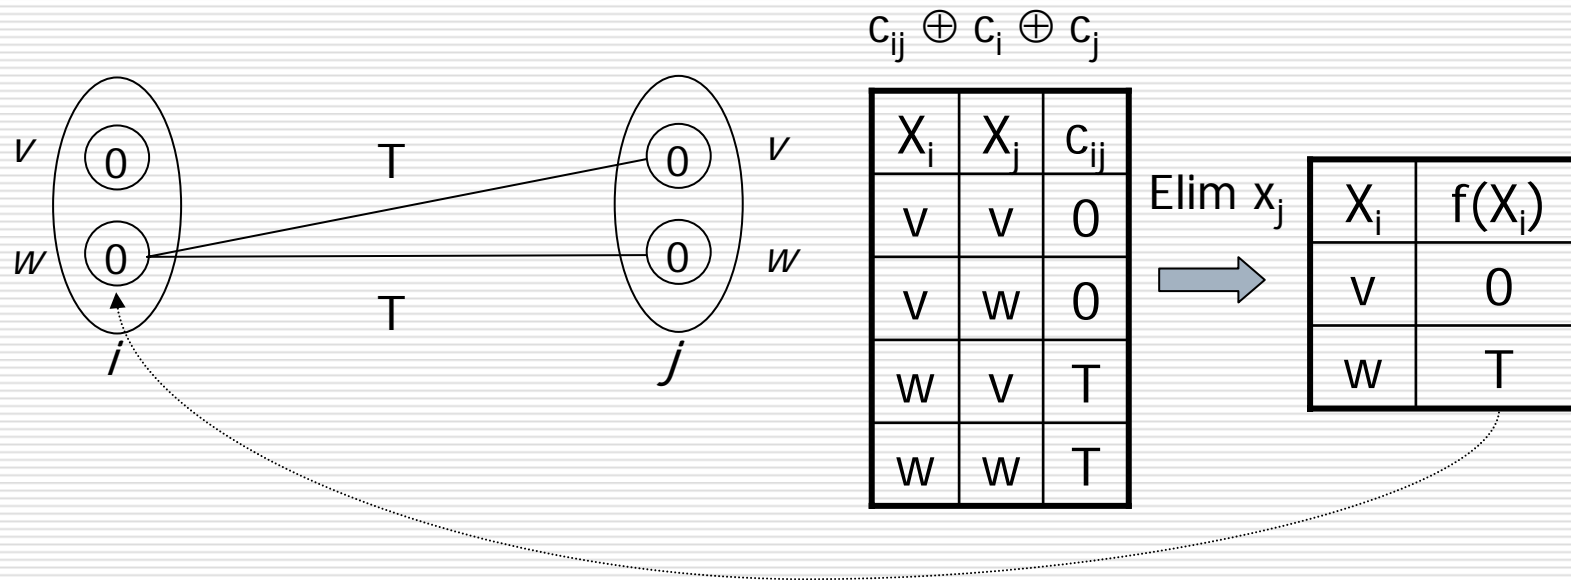 c_ij ⊕ c_i ⊕ c_j
v 0 T 0 v
w 0 T 0 w
i j
X_i X_j c_ij
v v 0
v w 0
w v T
w w T
Elim x_j
X_i f(X_i)
v 0
w T